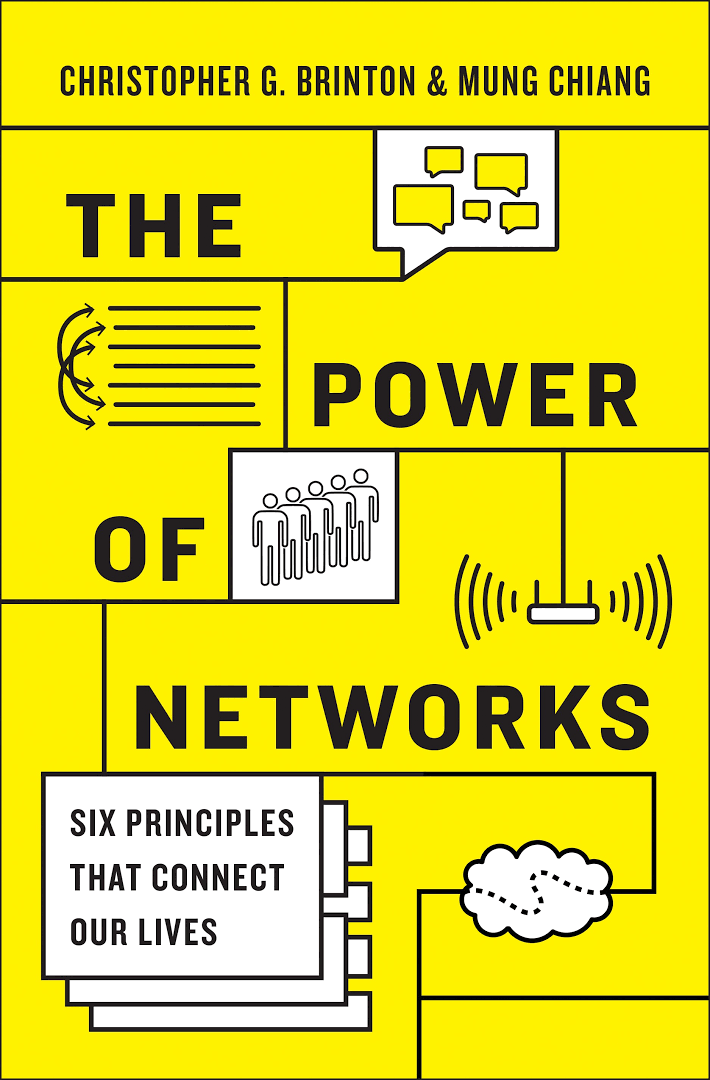 CHRISTOPHER G. BRINTON & MUNG CHIANG
THE
POWER
OF
NETWORKS
SIX PRINCIPLES
THAT CONNECT
OUR LIVES